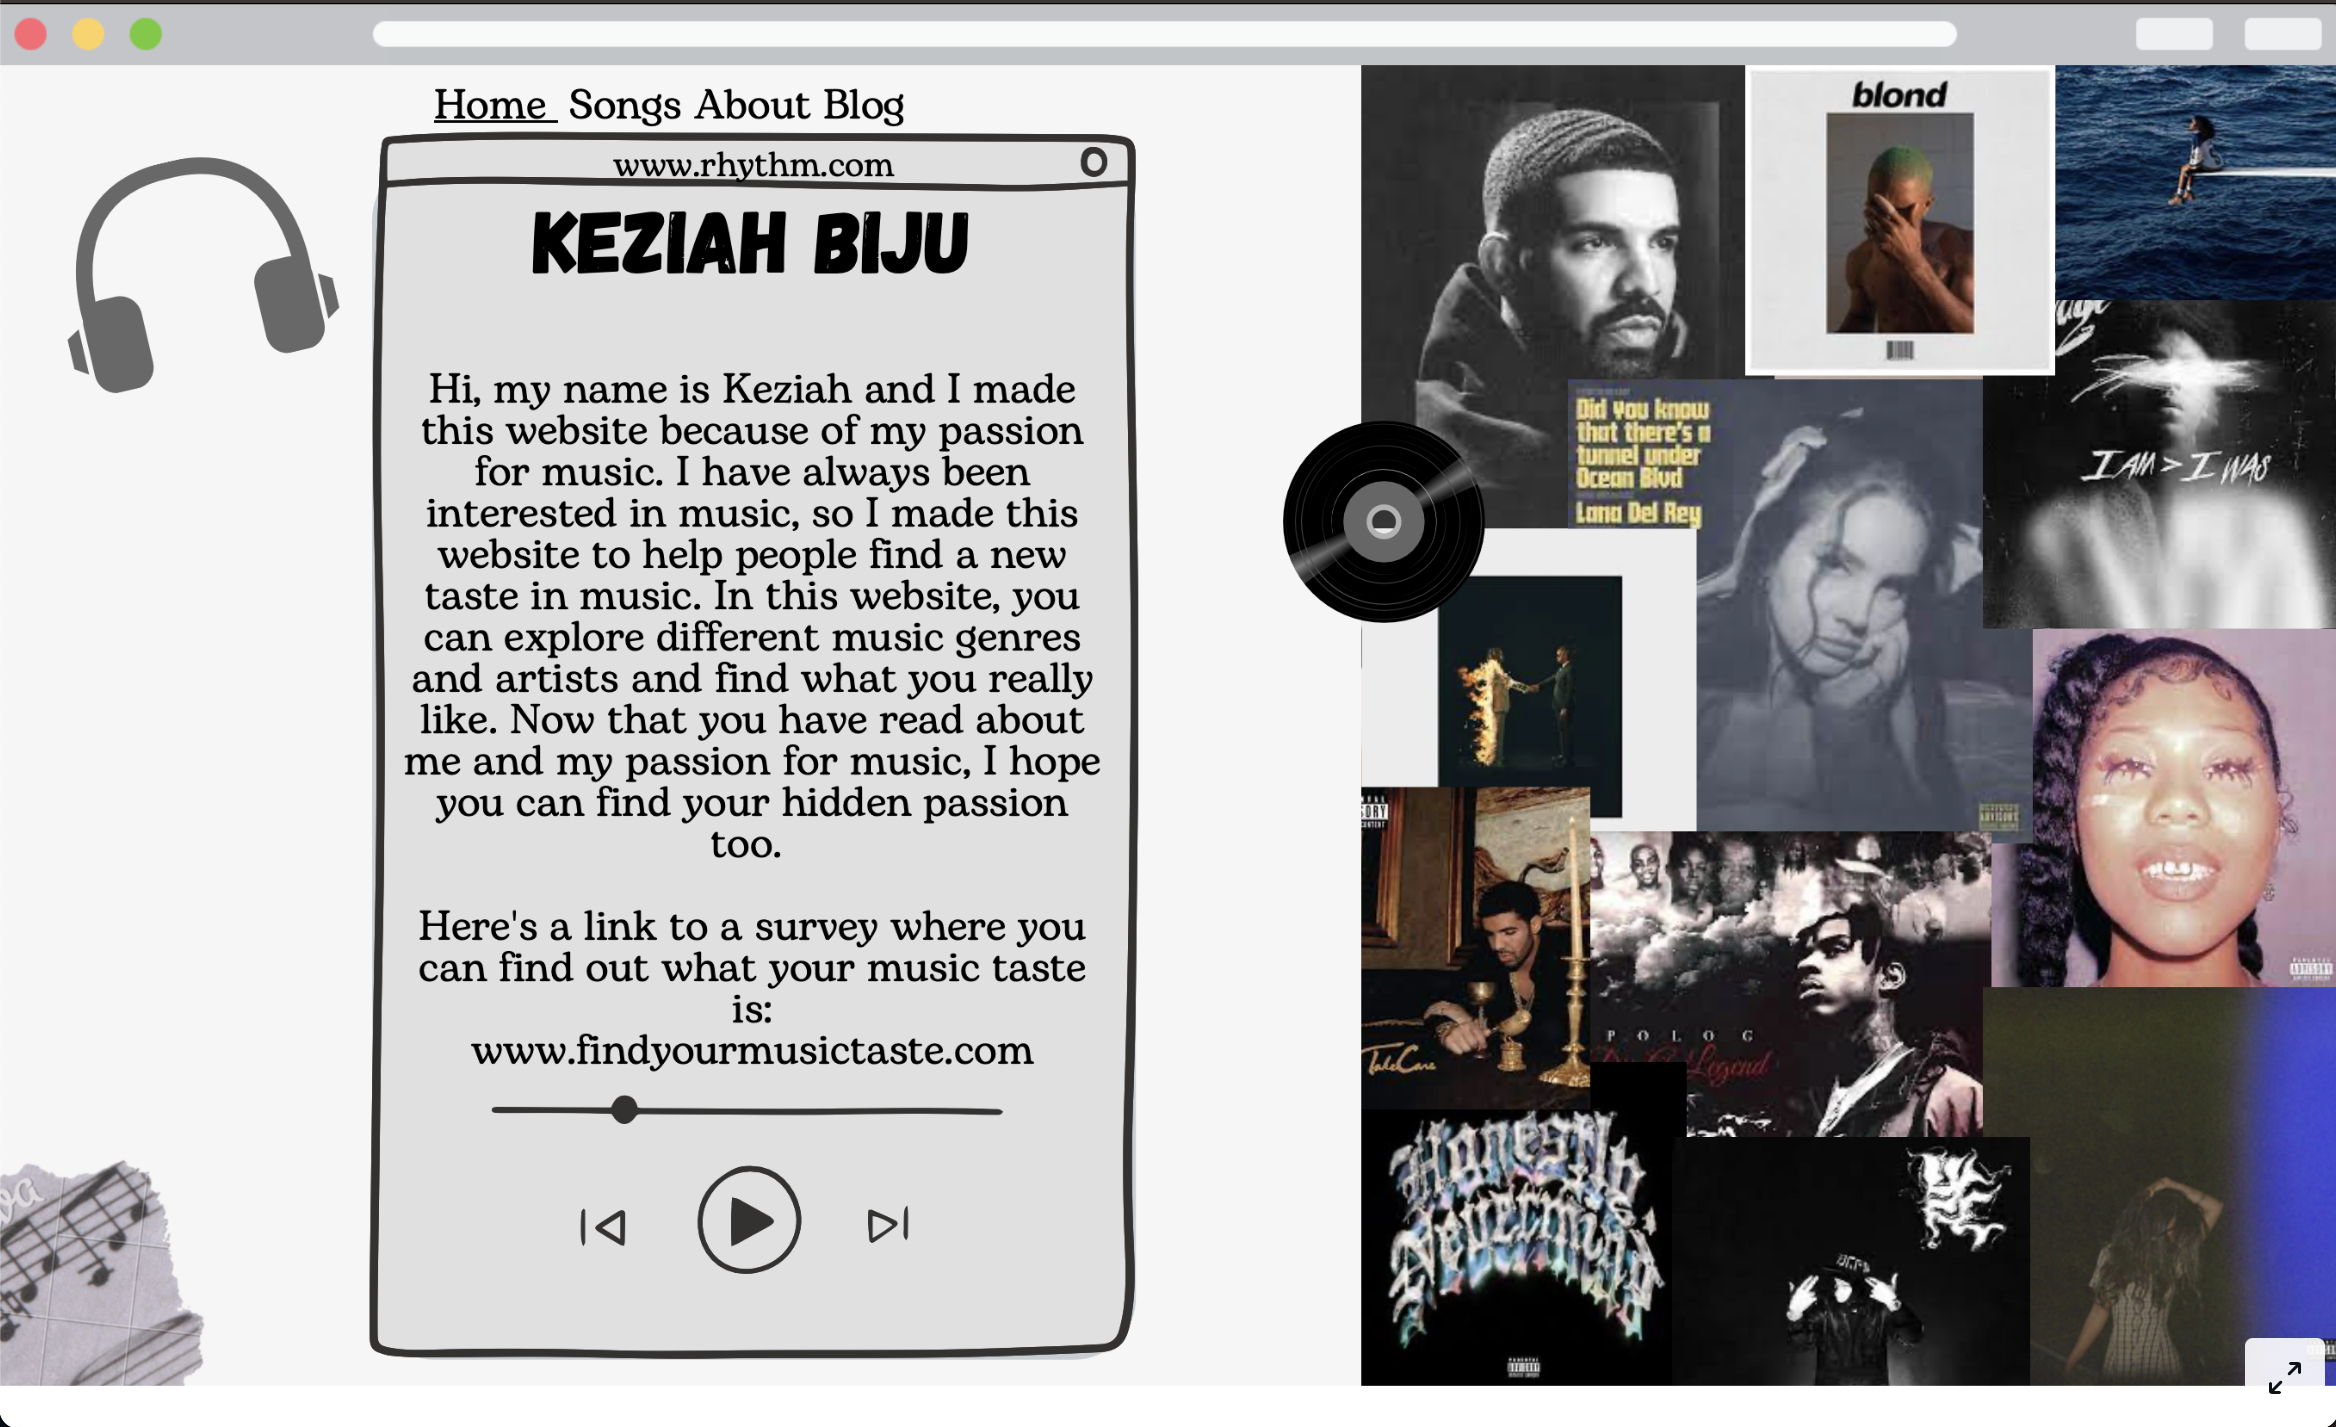 Home Songs About Blog
www.rhythm.com
KEZIAH BIJU
Hi, my name is Keziah and I made
this website because of my passion
for music. I have always been
interested in music, so I made this
website to help people find a new
taste in music. In this website, you
can explore different music genres
and artists and find what you really
like. Now that you have read about
me and my passion for music, I hope
you can find your hidden passion
too.
Here's a link to a survey where you
can find out what your music taste
is:
www.findyourmusictaste.com
blond
Did you know
that there's a
tunnel under
Ocean Blvd
Lana Del Rey
I AM > I WAS
TakeCare
POLO G
Legend
Honestly
Nevermind